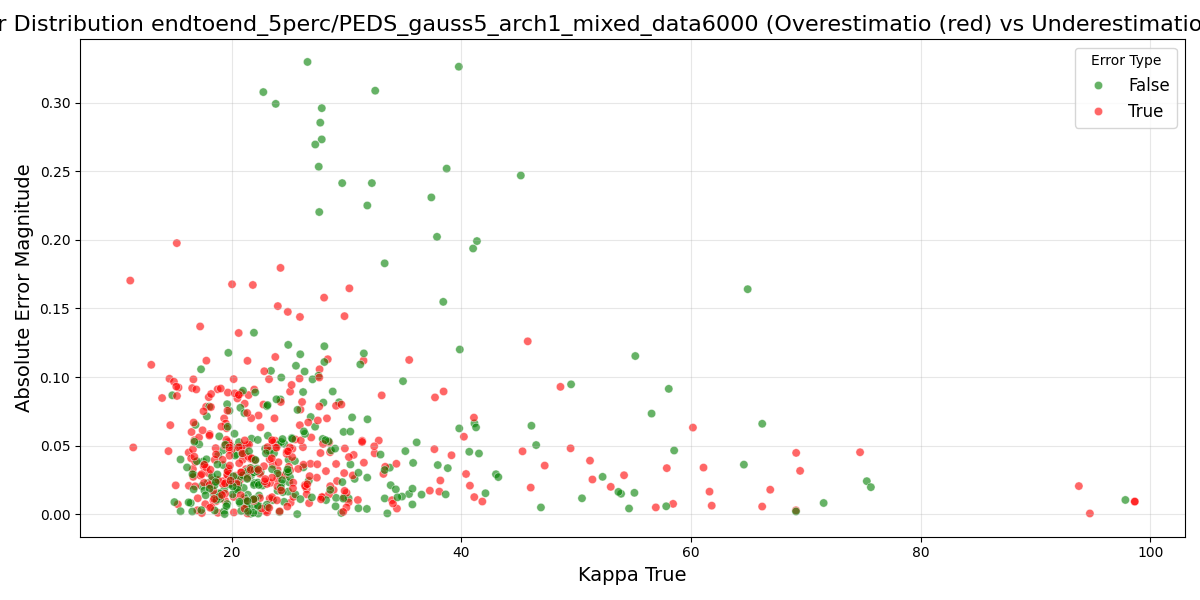 r Distribution endtoend_5perc/PEDS_gauss5_arch1_mixed_data6000 (Overestimatio (red) vs Underestimatio
Error Type
False
True
Absolute Error Magnitude
0.30
0.25
0.20
0.15
0.10
0.05
0.00
20 40 60 80 100
Kappa True